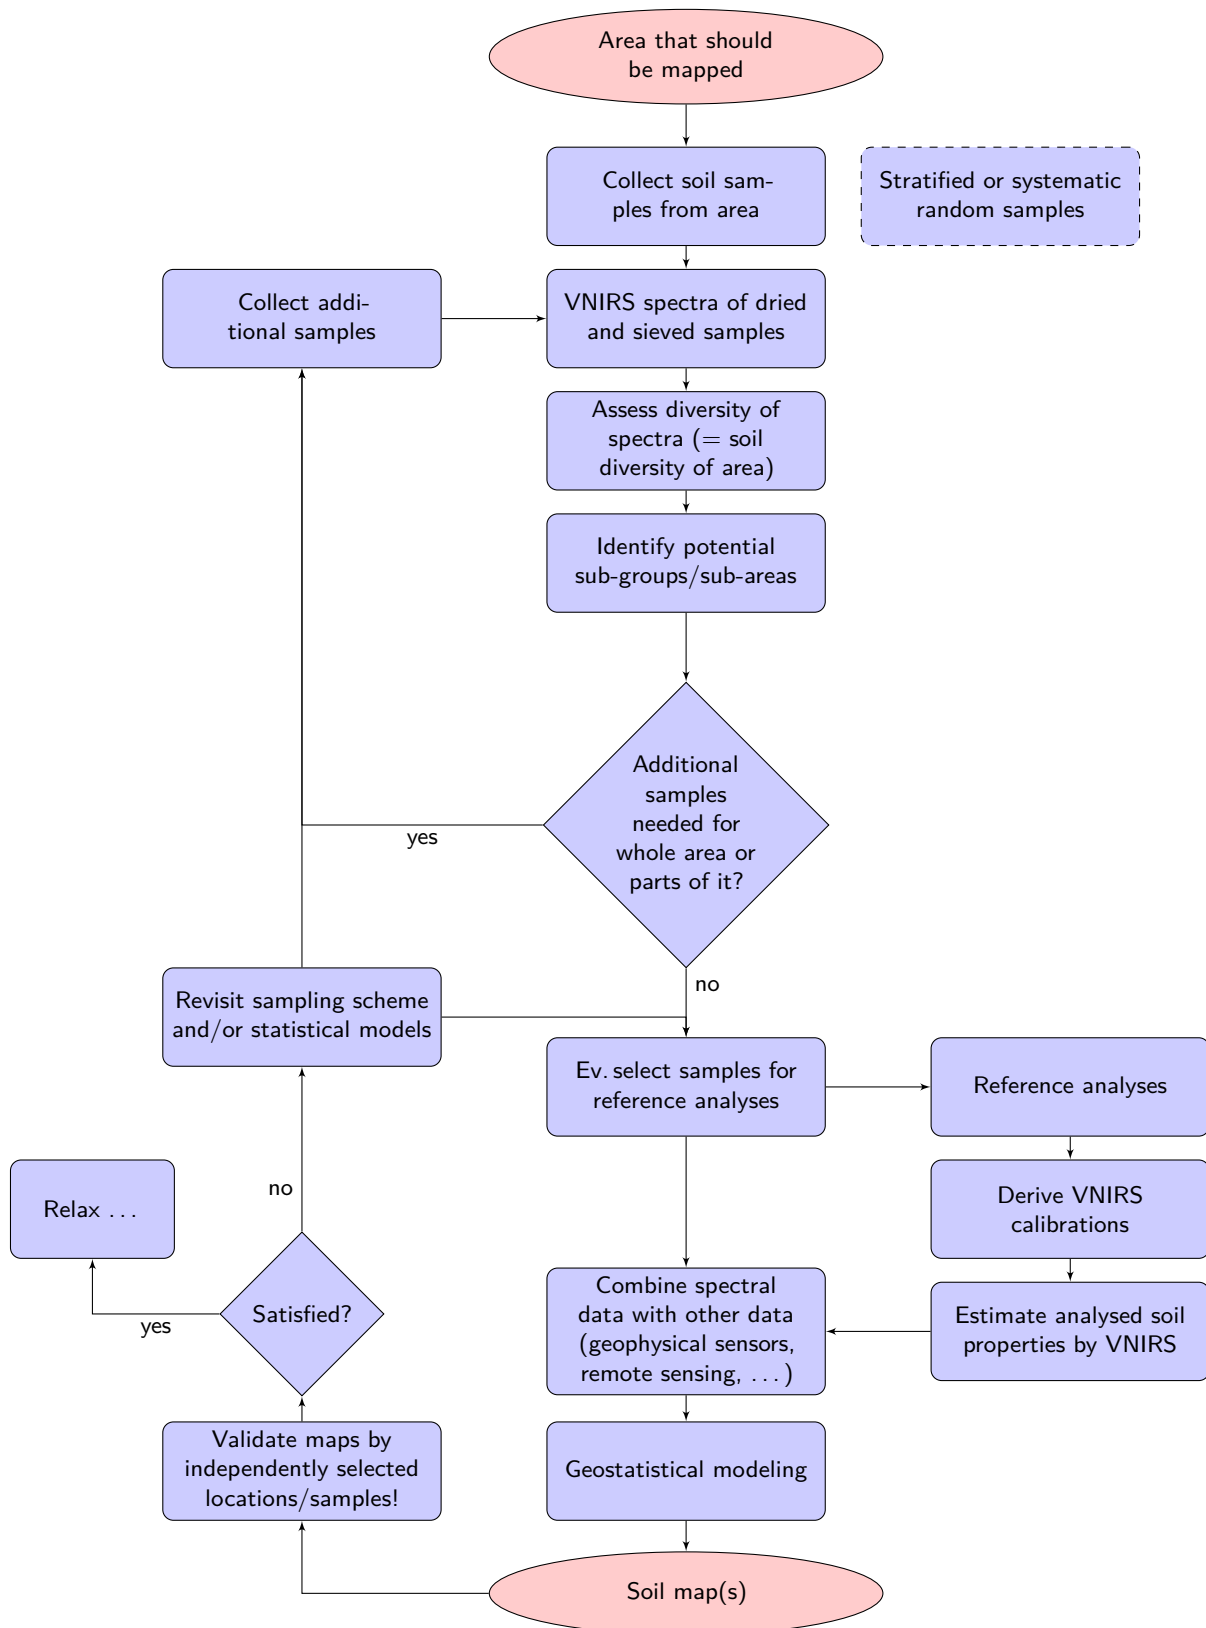 Area that should
be mapped
Collect soil sam-
ples from area
Stratified or systematic
random samples
Collect addi-
tional samples
VNIRS spectra of dried
and sieved samples
Assess diversity of
spectra (= soil
diversity of area)
Identify potential
sub-groups/sub-areas
Additional
samples
needed for
whole area or
parts of it?
yes
no
Revisit sampling scheme
and/or statistical models
Ev. select samples for
reference analyses
Reference analyses
Derive VNIRS
calibrations
Estimate analysed soil
properties by VNIRS
Combine spectral
data with other data
(geophysical sensors,
remote sensing, ...)
Geostatistical modeling
Soil map(s)
Validate maps by
independently selected
locations/samples!
Satisfied?
no
yes
Relax ...